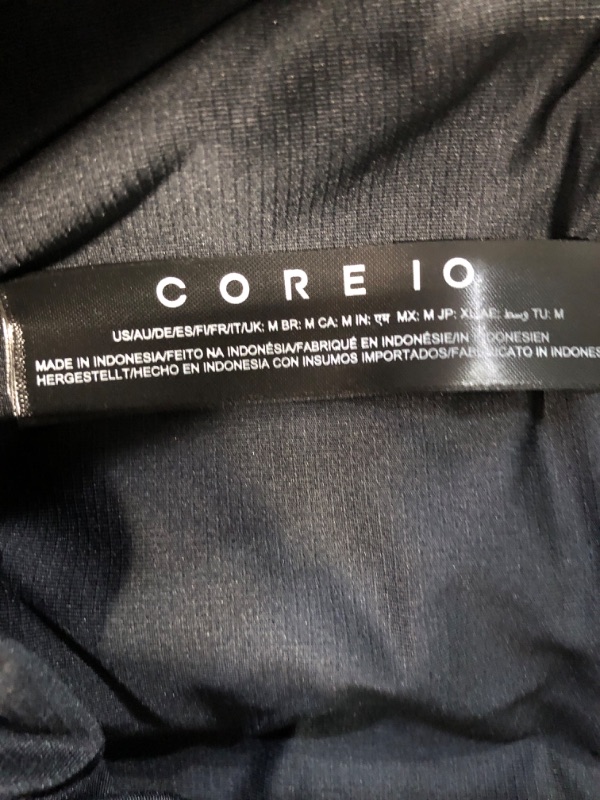 CORE 10
US/AU/DE/ES/FI/FR/IT/UK: M BR: M CA: M IN: एम MX: M JP: XL AE: TU: M
MADE IN INDONESIA/FEITO NA INDONÉSIA/FABRIQUÉ EN INDONÉSIE/IN INDONESIEN
HERGESTELLT/HECHO EN INDONESIA CON INSUMOS IMPORTADOS/FABBRICATO IN INDONES